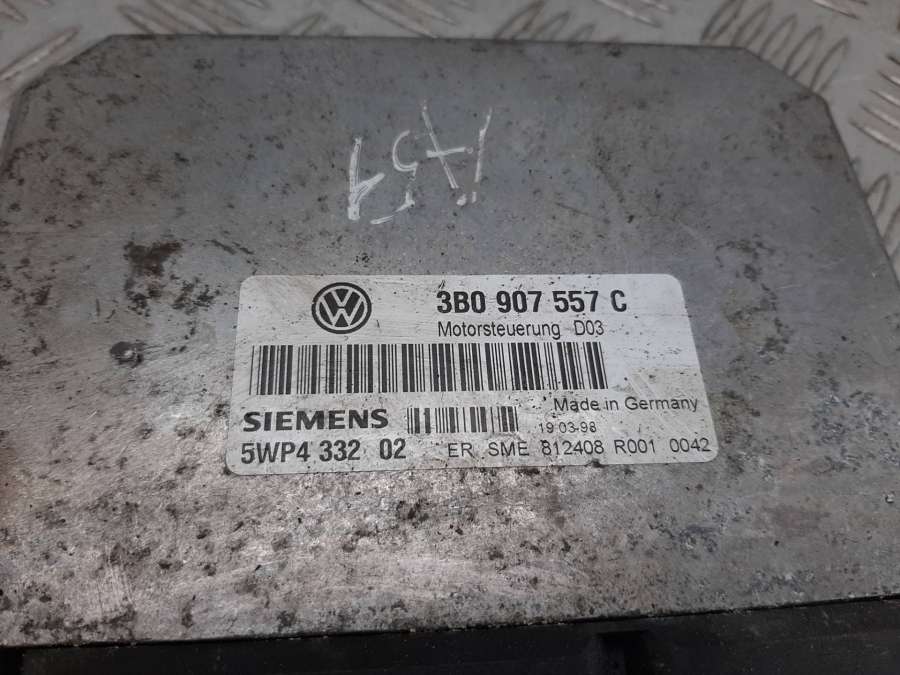 VW
3B0 907 557 C
Motorsteuerung D03
Made in Germany
SIEMENS
19 03-98
5WP4 332 02
ER SME 812408 R001 0042